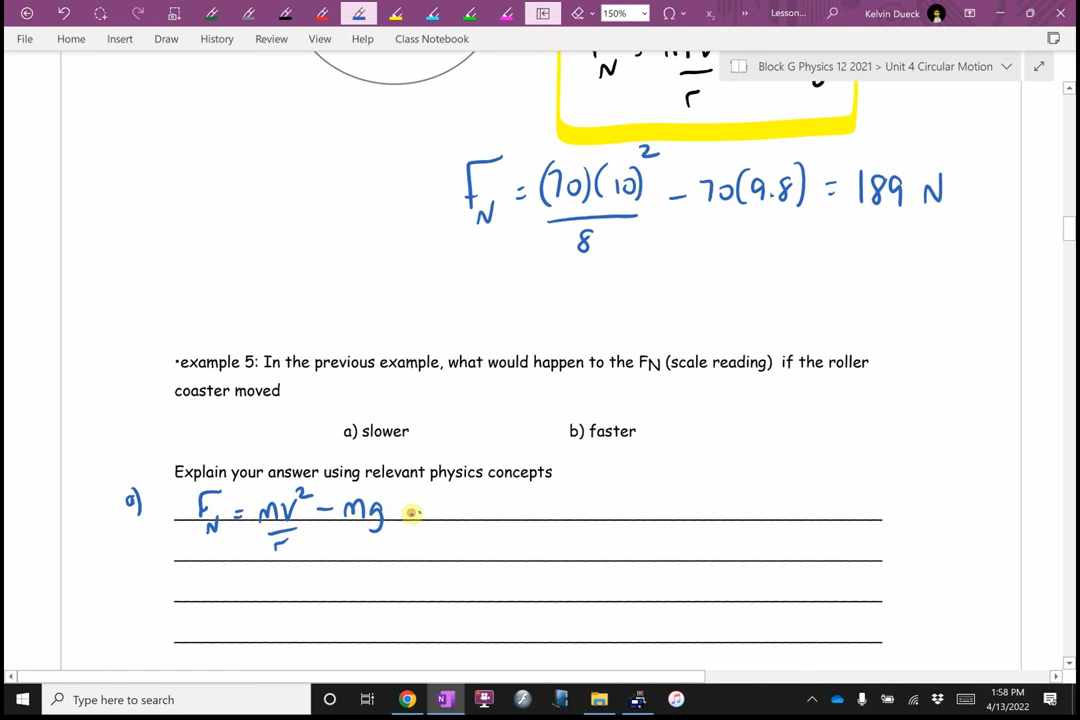 150%
Lesson...
Kelvin Dueck
File Home Insert Draw History Review View Help Class Notebook
Block G Physics 12 2021 > Unit 4 Circular Motion
N
r
F_N = (70)(10)² / 8 - 70(9.8) = 189 N
•example 5: In the previous example, what would happen to the FN (scale reading) if the roller
coaster moved
a) slower b) faster
Explain your answer using relevant physics concepts
a) F_N = mv² / r - mg
Type here to search
1:58 PM
4/13/2022